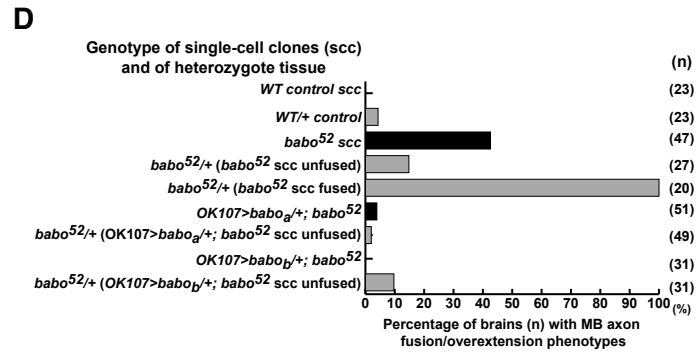 D
Genotype of single-cell clones (scc)
and of heterozygote tissue
(n)
WT control scc (23)
WT/+ control (23)
babo52 scc (47)
babo52/+ (babo52 scc unfused) (27)
babo52/+ (babo52 scc fused) (20)
OK107>baboa/+; babo52 (51)
babo52/+ (OK107>baboa/+; babo52 scc unfused) (49)
OK107>babob/+; babo52 (31)
babo52/+ (OK107>babob/+; babo52 scc unfused) (31)
0 10 20 30 40 50 60 70 80 90 100 (%)
Percentage of brains (n) with MB axon
fusion/overextension phenotypes